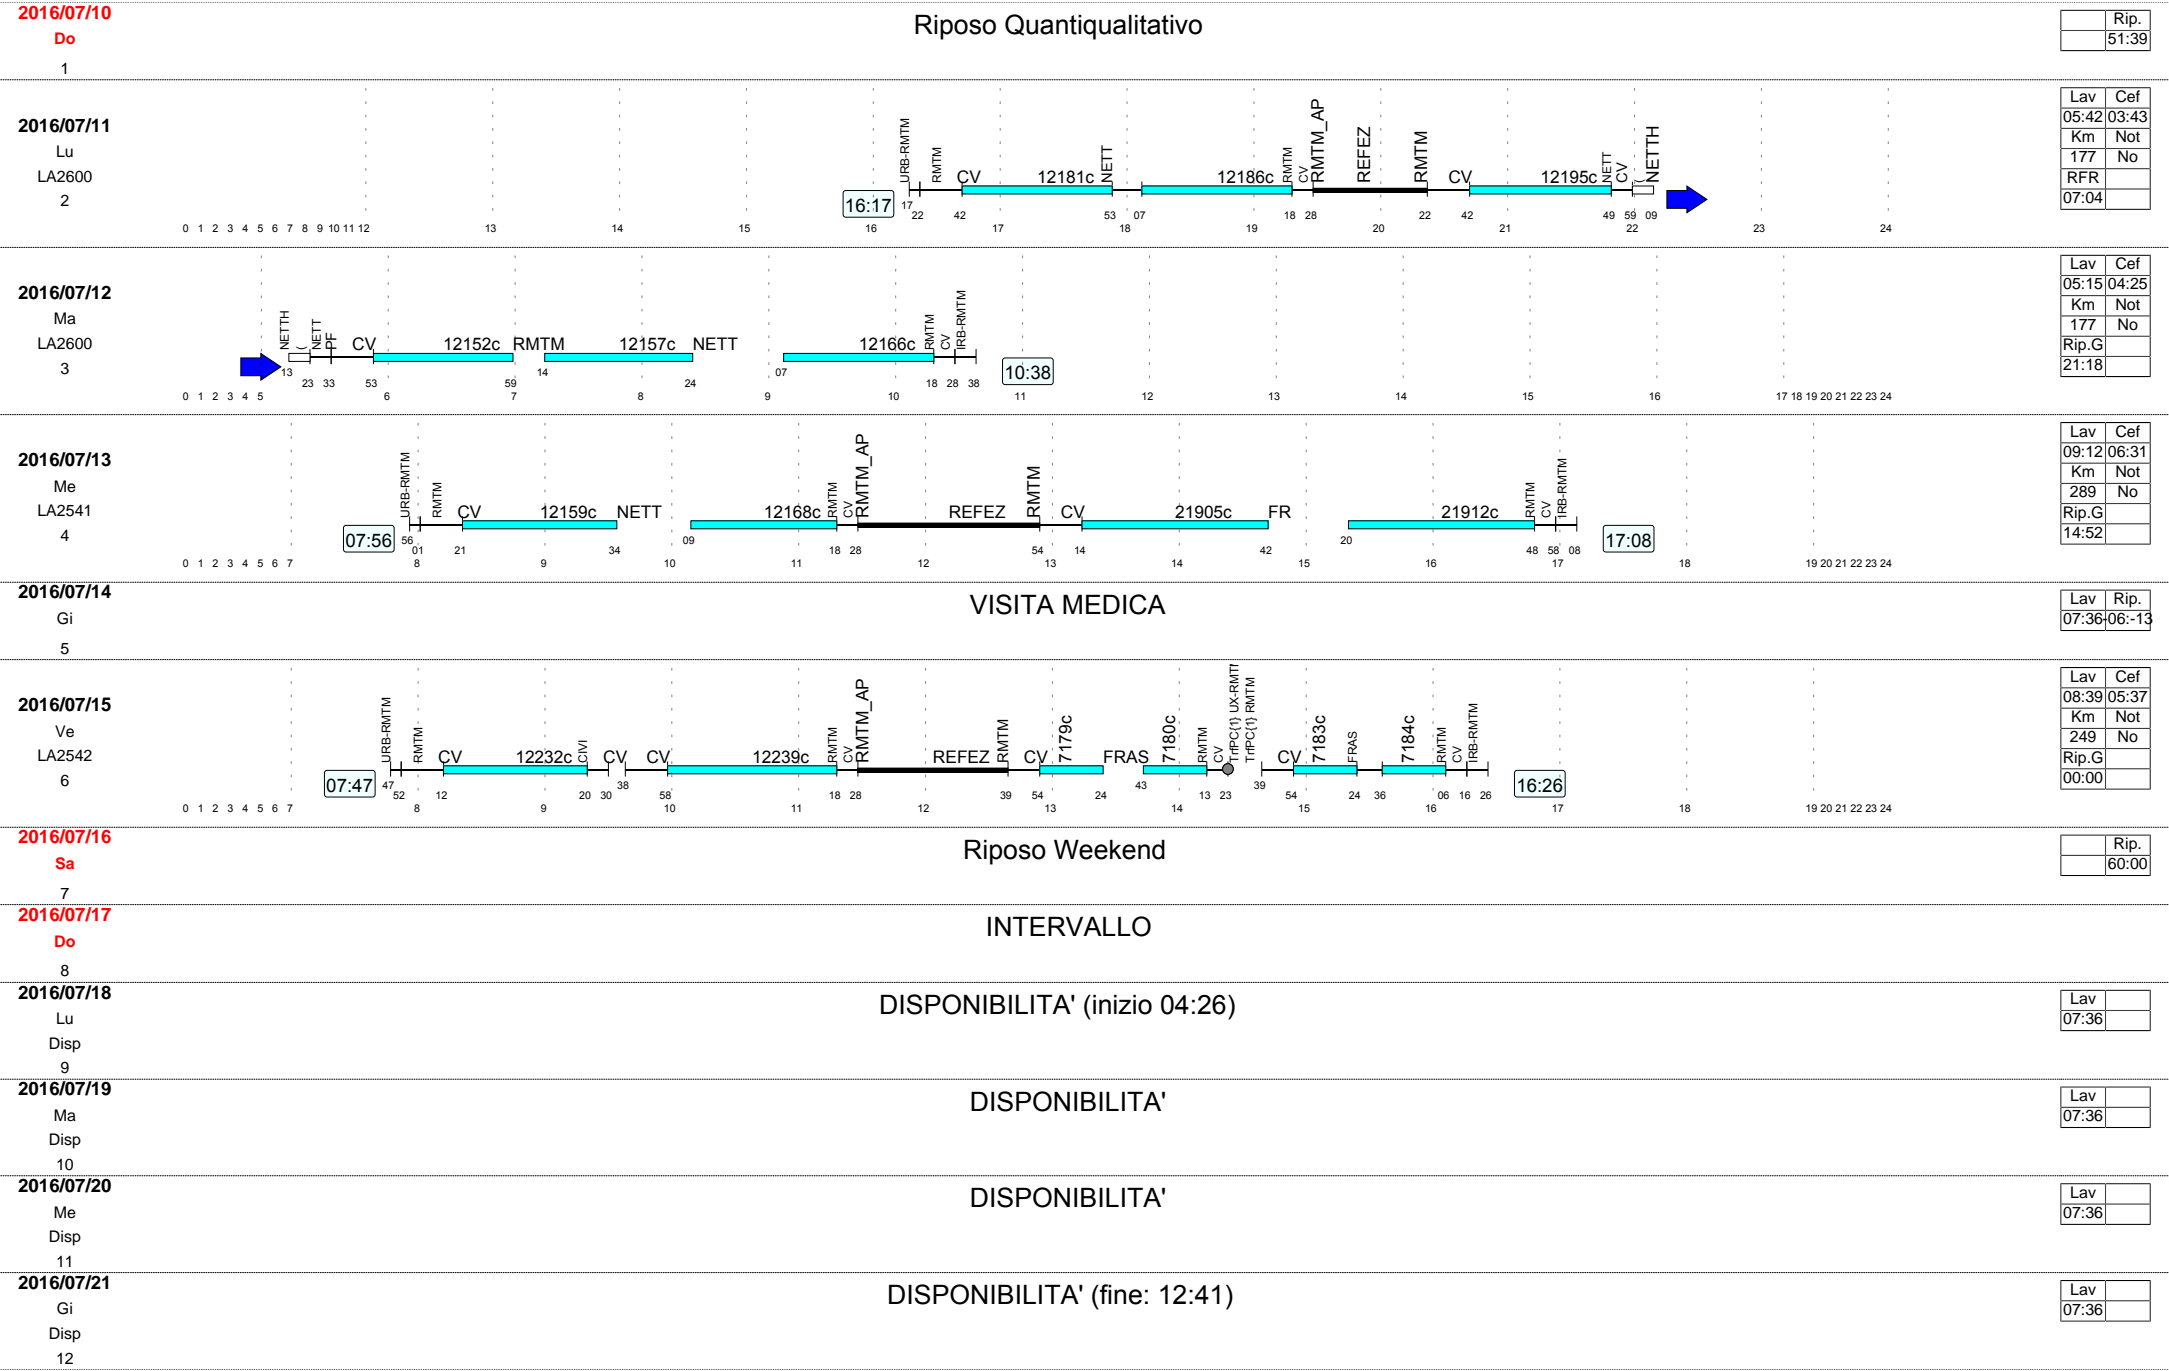 2016/07/10
Do
1
Riposo Quantiqualitativo
Rip.
51:39
2016/07/11
Lu
LA2600
2
16:17
URB-RMTM RMTM CV 12181c NETT 12186c RMTM CV RMTM_AP REFEZ RMTM CV 12195c NETT CV ( NETTH
17 22 42 53 07 18 28 22 42 49 59 09
0 1 2 3 4 5 6 7 8 9 10 11 12 13 14 15 16 17 18 19 20 21 22 23 24
Lav Cef
05:42 03:43
Km Not
177 No
RFR
07:04
2016/07/12
Ma
LA2600
3
NETTH ( NETT PF CV 12152c RMTM 12157c NETT 12166c RMTM CV IRB-RMTM
13 23 33 53 59 14 24 07 18 28 38
10:38
0 1 2 3 4 5 6 7 8 9 10 11 12 13 14 15 16 17 18 19 20 21 22 23 24
Lav Cef
05:15 04:25
Km Not
177 No
Rip.G
21:18
2016/07/13
Me
LA2541
4
07:56
URB-RMTM RMTM CV 12159c NETT 12168c RMTM CV RMTM_AP REFEZ RMTM CV 21905c FR 21912c RMTM CV IRB-RMTM
56 01 21 34 09 18 28 54 14 42 20 48 58 08
17:08
0 1 2 3 4 5 6 7 8 9 10 11 12 13 14 15 16 17 18 19 20 21 22 23 24
Lav Cef
09:12 06:31
Km Not
289 No
Rip.G
14:52
2016/07/14
Gi
5
VISITA MEDICA
Lav Rip.
07:36 -06:-13
2016/07/15
Ve
LA2542
6
07:47
URB-RMTM RMTM CV 12232c CIVI CV CV 12239c RMTM CV RMTM_AP REFEZ RMTM CV 7179c FRAS 7180c RMTM CV TrfPC{1} UX-RMTM TrfPC{1} RMTM CV 7183c FRAS 7184c RMTM CV IRB-RMTM
47 52 12 20 30 38 58 18 28 39 54 24 43 13 23 39 54 24 36 06 16 26
16:26
0 1 2 3 4 5 6 7 8 9 10 11 12 13 14 15 16 17 18 19 20 21 22 23 24
Lav Cef
08:39 05:37
Km Not
249 No
Rip.G
00:00
2016/07/16
Sa
7
Riposo Weekend
Rip.
60:00
2016/07/17
Do
8
INTERVALLO
2016/07/18
Lu
Disp
9
DISPONIBILITA' (inizio 04:26)
Lav
07:36
2016/07/19
Ma
Disp
10
DISPONIBILITA'
Lav
07:36
2016/07/20
Me
Disp
11
DISPONIBILITA'
Lav
07:36
2016/07/21
Gi
Disp
12
DISPONIBILITA' (fine: 12:41)
Lav
07:36